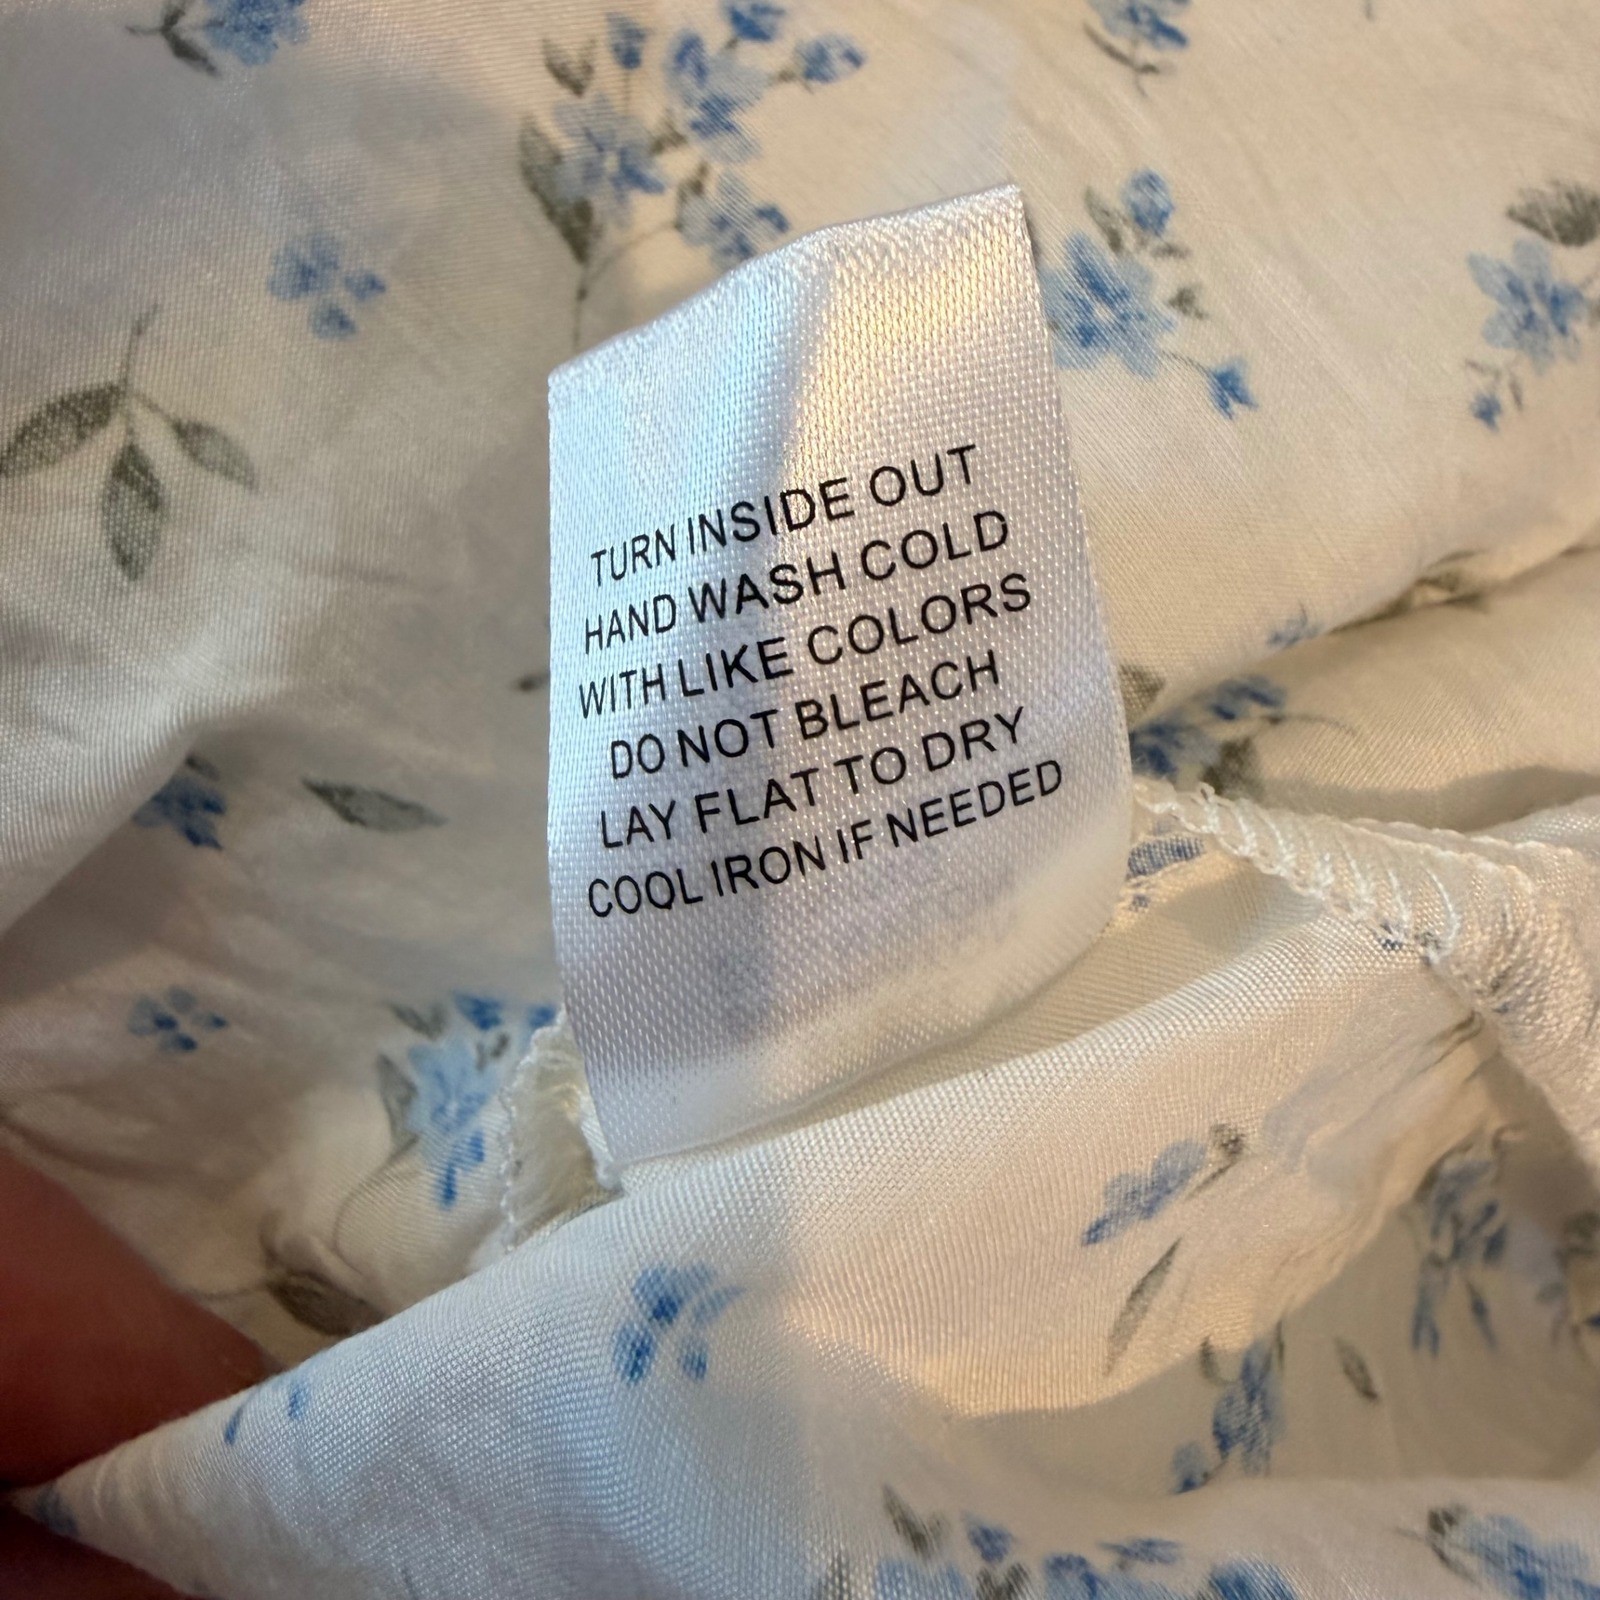 TURN INSIDE OUT
HAND WASH COLD
WITH LIKE COLORS
DO NOT BLEACH
LAY FLAT TO DRY
COOL IRON IF NEEDED